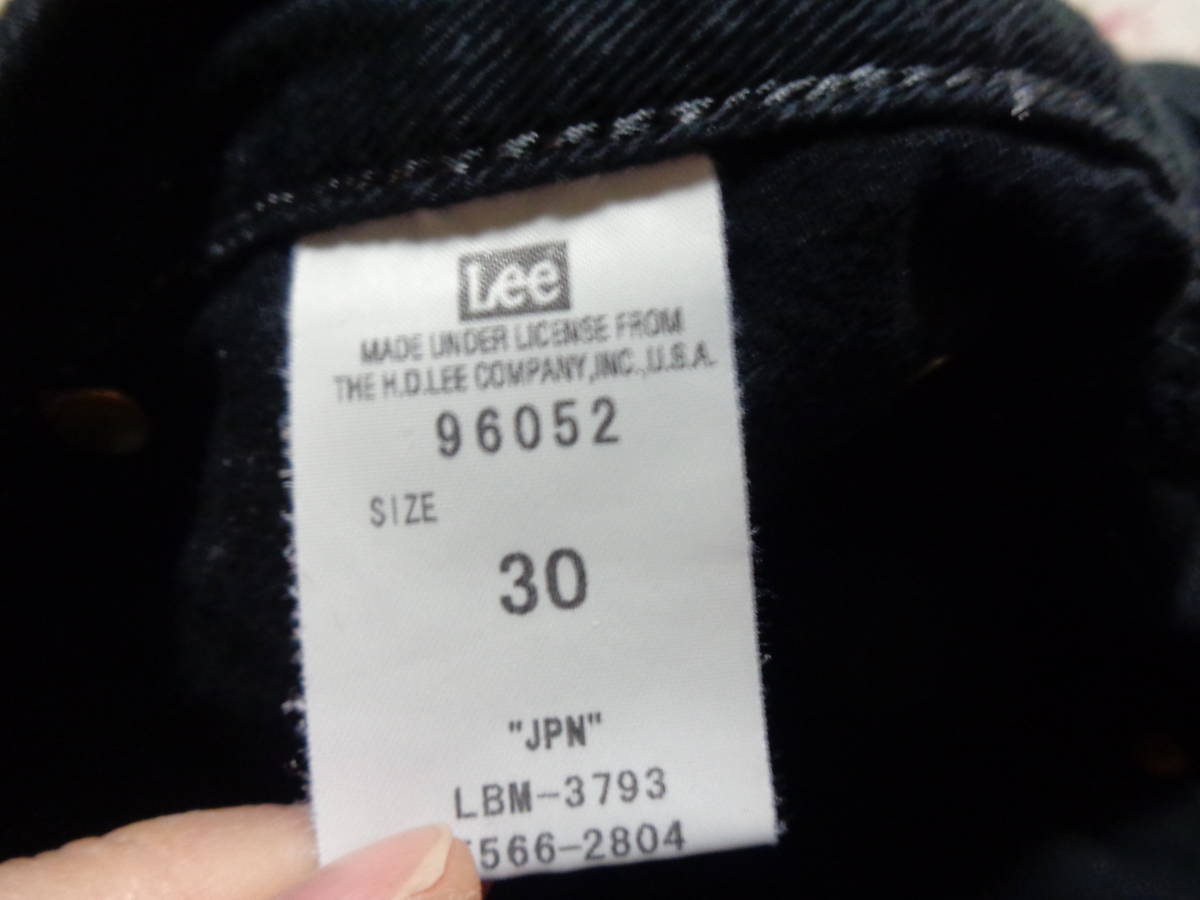 Lee
MADE UNDER LICENSE FROM
THE H.D.LEE COMPANY,INC.,U.S.A.
96052
SIZE
30
"JPN"
LBM-3793
566-2804